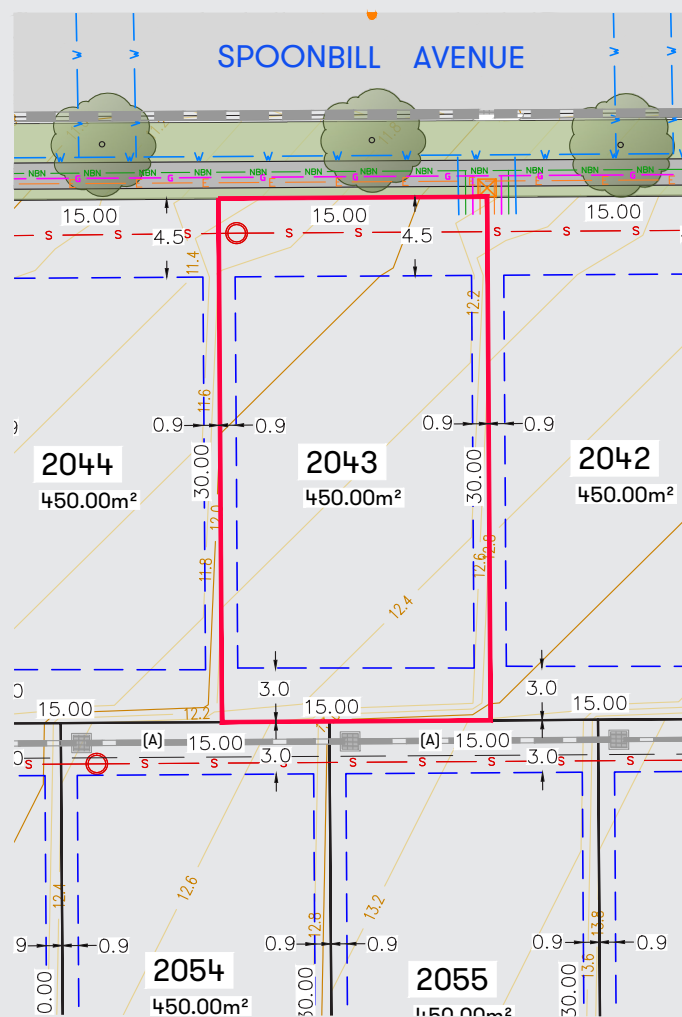 SPOONBILL AVENUE
W W W W
W W W W W W W
NBN NBN NBN NBN NBN NBN NBN
G G G G G
E E E
15.00 15.00 15.00
4.5 4.5
S S S S S S S S
11.4
12.2
11.6
0.9 0.9 0.9 0.9
2044 2043 2042
450.00m² 450.00m² 450.00m²
30.00 30.00
12.0
11.8
12.6
12.8
12.4
3.0 3.0
15.00 15.00 15.00
12.2
(A) 15.00 (A) 15.00
3.0 3.0
S S S S S S S S
12.4 12.6 12.8 13.2 13.6 13.8
0.9 0.9 0.9 0.9 0.9
2054 2055
450.00m² 450.00m²
30.00 30.00